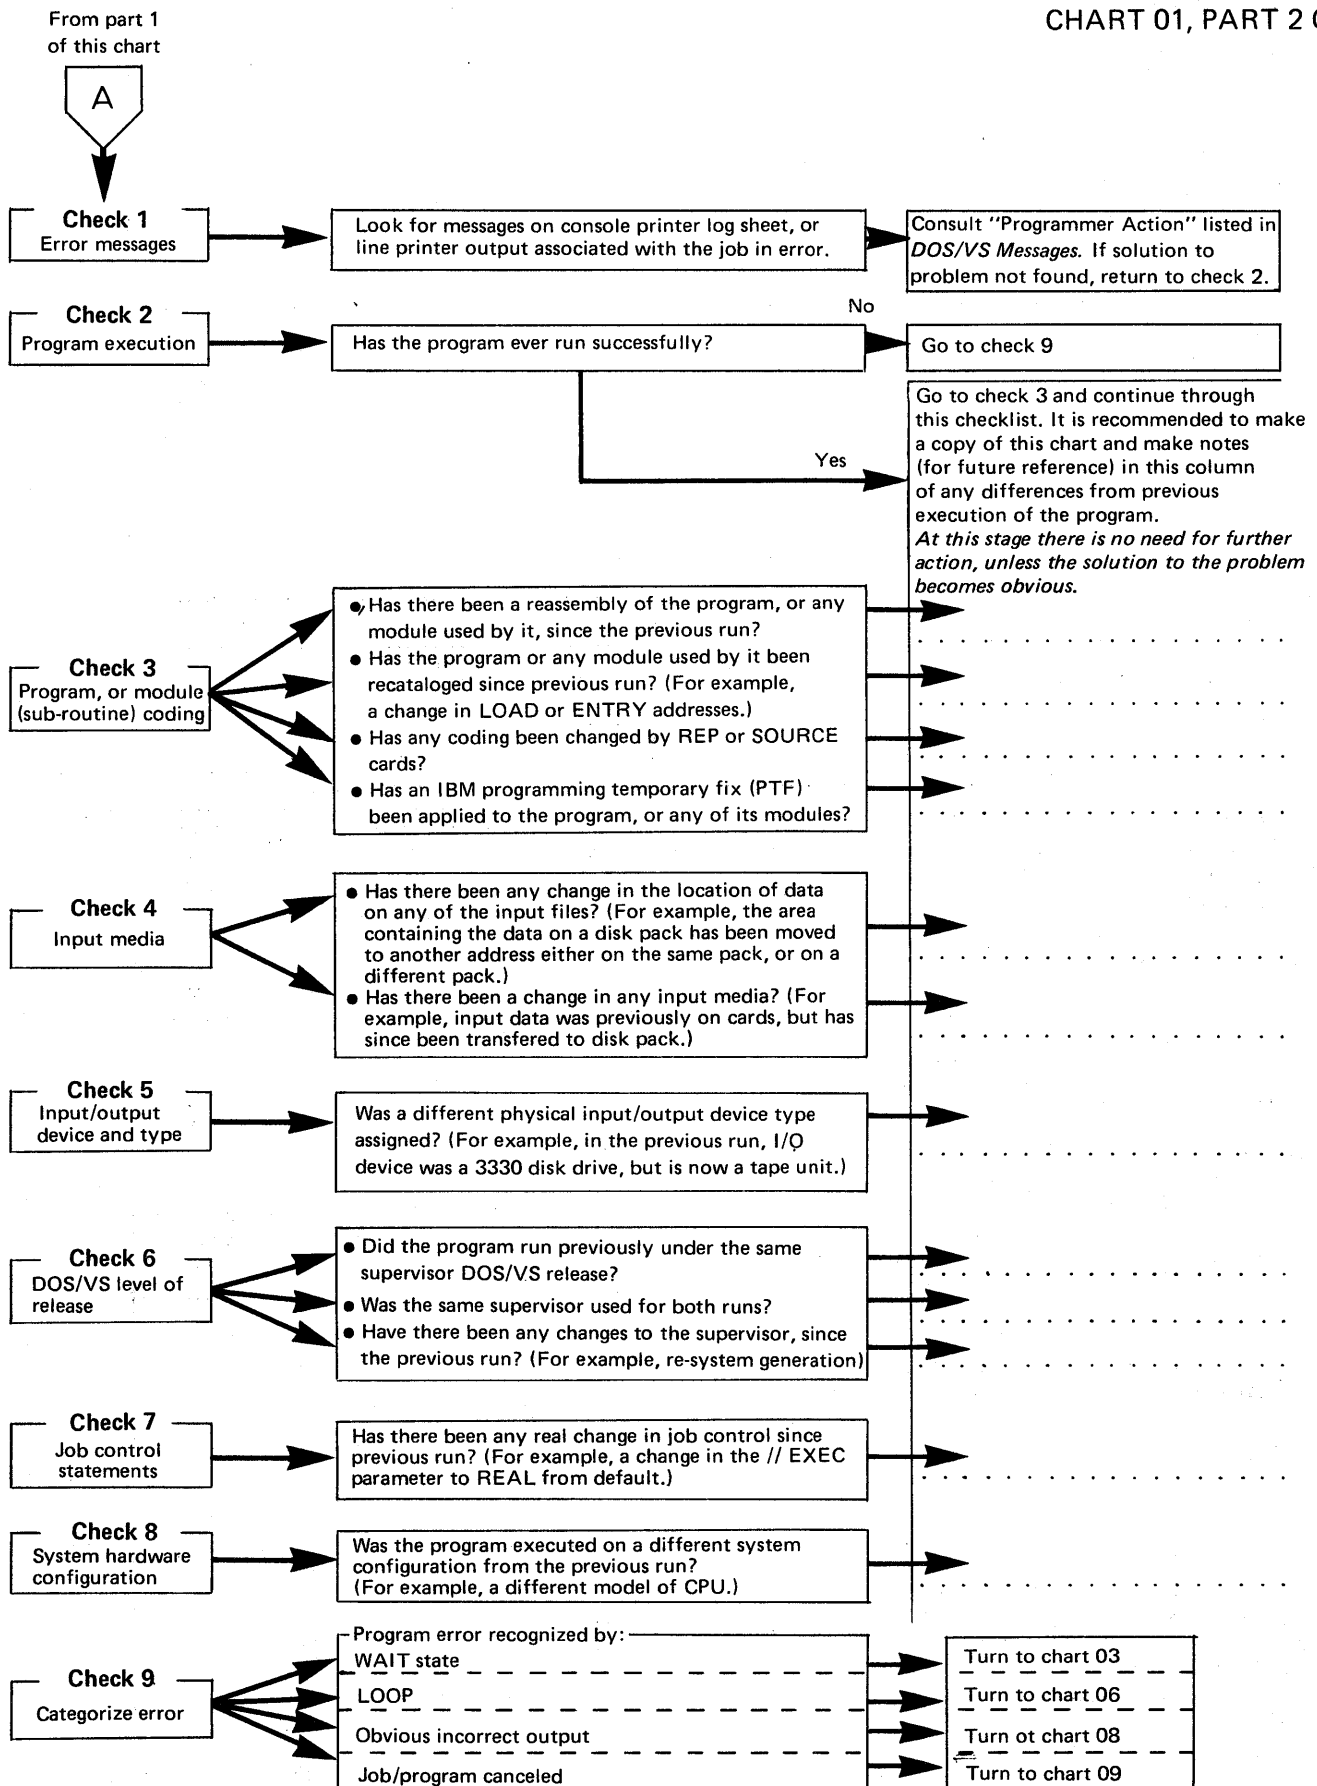 From part 1
of this chart
CHART 01, PART 2
A
Check 1
Error messages
Look for messages on console printer log sheet, or
line printer output associated with the job in error.
Consult "Programmer Action" listed in
DOS/VS Messages. If solution to
problem not found, return to check 2.
Check 2
Program execution
Has the program ever run successfully?
No
Go to check 9
Yes
Go to check 3 and continue through
this checklist. It is recommended to make
a copy of this chart and make notes
(for future reference) in this column
of any differences from previous
execution of the program.
At this stage there is no need for further
action, unless the solution to the problem
becomes obvious.
Check 3
Program, or module
(sub-routine) coding
● Has there been a reassembly of the program, or any
module used by it, since the previous run?
● Has the program or any module used by it been
recataloged since previous run? (For example,
a change in LOAD or ENTRY addresses.)
● Has any coding been changed by REP or SOURCE
cards?
● Has an IBM programming temporary fix (PTF)
been applied to the program, or any of its modules?
Check 4
Input media
● Has there been any change in the location of data
on any of the input files? (For example, the area
containing the data on a disk pack has been moved
to another address either on the same pack, or on a
different pack.)
● Has there been a change in any input media? (For
example, input data was previously on cards, but has
since been transfered to disk pack.)
Check 5
Input/output
device and type
Was a different physical input/output device type
assigned? (For example, in the previous run, I/O
device was a 3330 disk drive, but is now a tape unit.)
Check 6
DOS/VS level of
release
● Did the program run previously under the same
supervisor DOS/VS release?
● Was the same supervisor used for both runs?
● Have there been any changes to the supervisor, since
the previous run? (For example, re-system generation)
Check 7
Job control
statements
Has there been any real change in job control since
previous run? (For example, a change in the // EXEC
parameter to REAL from default.)
Check 8
System hardware
configuration
Was the program executed on a different system
configuration from the previous run?
(For example, a different model of CPU.)
Check 9
Categorize error
Program error recognized by:
WAIT state
Turn to chart 03
LOOP
Turn to chart 06
Obvious incorrect output
Turn ot chart 08
Job/program canceled
Turn to chart 09